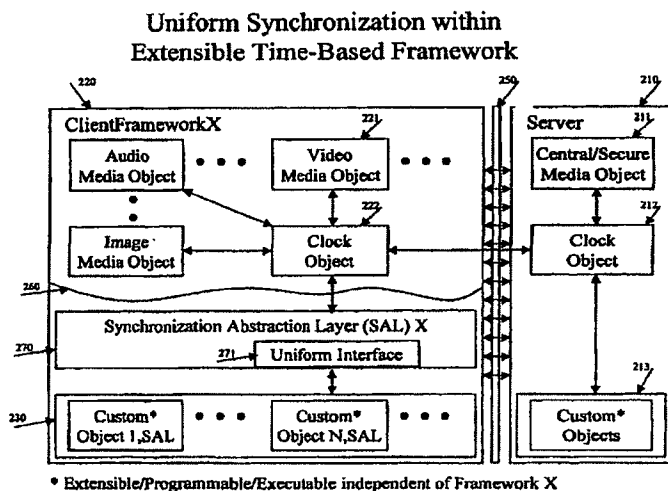 Uniform Synchronization within
Extensible Time-Based Framework
220
250
210
ClientFrameworkX
221
Server
211
Audio
Media Object
Video
Media Object
Central/Secure
Media Object
222
212
Image
Media Object
Clock
Object
Clock
Object
260
Synchronization Abstraction Layer (SAL) X
270
271
Uniform Interface
213
230
Custom*
Object 1,SAL
Custom*
Object N,SAL
Custom*
Objects
* Extensible/Programmable/Executable independent of Framework X